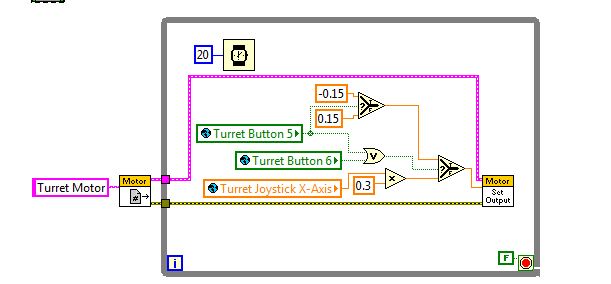 20
-0.15
0.15
Turret Button 5
Turret Button 6
Turret Motor
Motor
#
Turret Joystick X-Axis
0.3
x
?
T
F
V
?
T
F
Motor
Set
Output
i
F